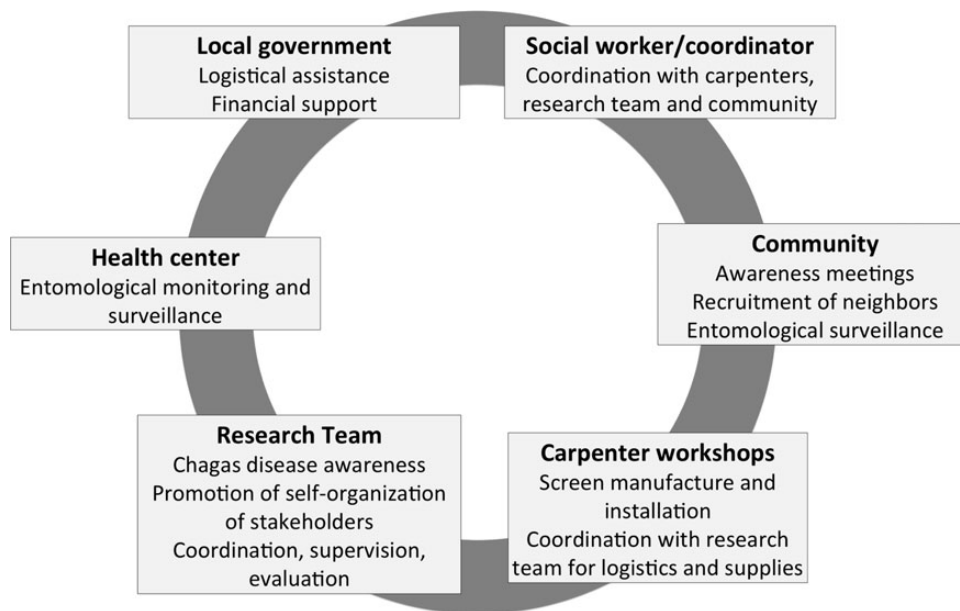 Local government
Logistical assistance
Financial support
Social worker/coordinator
Coordination with carpenters,
research team and community
Health center
Entomological monitoring and
surveillance
Community
Awareness meetings
Recruitment of neighbors
Entomological surveillance
Research Team
Chagas disease awareness
Promotion of self-organization
of stakeholders
Coordination, supervision,
evaluation
Carpenter workshops
Screen manufacture and
installation
Coordination with research
team for logistics and supplies